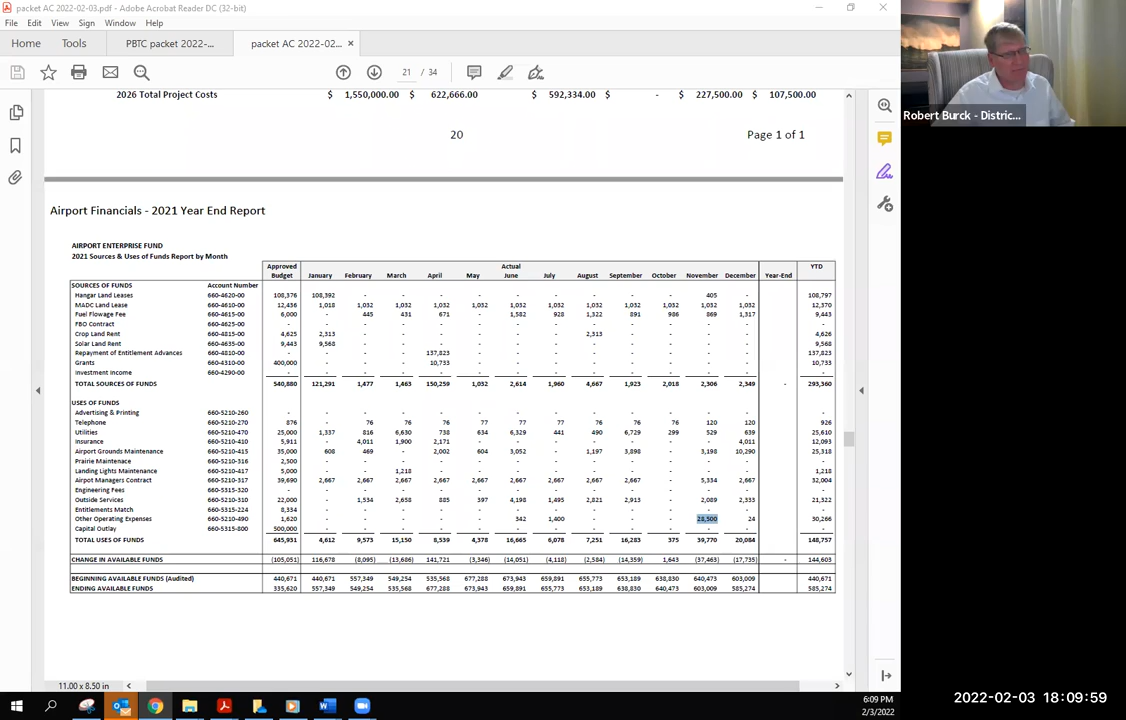 packet AC 2022-02-03.pdf - Adobe Acrobat Reader DC (32-bit)
File Edit View Sign Window Help
Home Tools PBTC packet 2022-... packet AC 2022-02... ×
21 / 34
2026 Total Project Costs $ 1,550,000.00 $ 622,666.00 $ 592,334.00 $ - $ 227,500.00 $ 107,500.00
20 Page 1 of 1
Airport Financials - 2021 Year End Report
AIRPORT ENTERPRISE FUND
2021 Sources & Uses of Funds Report by Month
Approved Actual YTD
Budget January February March April May June July August September October November December Year-End
SOURCES OF FUNDS Account Number
Hangar Land Leases 660-4620-00 108,376 108,392 - - - - - - - - - 405 - 108,797
MADC Land Lease 660-4610-00 12,436 1,018 1,032 1,032 1,032 1,032 1,032 1,032 1,032 1,032 1,032 1,032 1,032 12,370
Fuel Flowage Fee 660-4615-00 6,000 - 445 431 671 - 1,582 928 1,322 891 986 869 1,317 9,443
FBO Contract 660-4625-00 - - - - - - - - - - - - - -
Crop Land Rent 660-4815-00 4,625 2,313 - - - - - - 2,313 - - - - 4,626
Solar Land Rent 660-4635-00 9,443 9,568 - - - - - - - - - - - 9,568
Repayment of Entitlement Advances 660-4810-00 - - - - 137,823 - - - - - - - - 137,823
Grants 660-4310-00 400,000 - - - 10,733 - - - - - - - - 10,733
Investment Income 660-4290-00 - - - - - - - - - - - - - -
TOTAL SOURCES OF FUNDS 540,880 121,291 1,477 1,463 150,259 1,032 2,614 1,960 4,667 1,923 2,018 2,306 2,349 - 293,360
USES OF FUNDS
Advertising & Printing 660-5210-260 - - - - - - - - - - - - - -
Telephone 660-5210-270 876 - 76 76 76 77 77 77 76 76 76 120 120 926
Utilities 660-5210-470 25,000 1,337 816 6,630 738 634 6,329 441 490 6,729 299 529 639 25,610
Insurance 660-5210-410 5,911 - 4,011 1,900 2,171 - - - - - - - 4,011 12,093
Airport Grounds Maintenance 660-5210-415 35,000 608 469 - 2,002 604 3,052 - 1,197 3,898 - 3,198 10,290 25,318
Prairie Maintenace 660-5210-316 2,500 - - - - - - - - - - - - -
Landing Lights Maintenance 660-5210-417 5,000 - - 1,218 - - - - - - - - - 1,218
Airpot Managers Contract 660-5210-317 39,690 2,667 2,667 2,667 2,667 2,667 2,667 2,667 2,667 2,667 - 5,334 2,667 32,004
Engineering Fees 660-5315-320 - - - - - - - - - - - - - -
Outside Services 660-5210-310 22,000 - 1,534 2,658 885 397 4,198 1,495 2,821 2,913 - 2,089 2,333 21,322
Entitlements Match 660-5315-224 8,334 - - - - - - - - - - - - -
Other Operating Expenses 660-5210-490 1,620 - - - - - 342 1,400 - - - 28,500 24 30,266
Capital Outlay 660-5315-800 500,000 - - - - - - - - - - - - -
TOTAL USES OF FUNDS 645,931 4,612 9,573 15,150 8,539 4,378 16,665 6,078 7,251 16,283 375 39,770 20,084 148,757
CHANGE IN AVAILABLE FUNDS (105,051) 116,678 (8,095) (13,686) 141,721 (3,346) (14,051) (4,118) (2,584) (14,359) 1,643 (37,463) (17,735) - 144,603
BEGINNING AVAILABLE FUNDS (Audited) 440,671 440,671 557,349 549,254 535,568 677,288 673,943 659,891 655,773 653,189 638,830 640,473 603,009 440,671
ENDING AVAILABLE FUNDS 335,620 557,349 549,254 535,568 677,288 673,943 659,891 655,773 653,189 638,830 640,473 603,009 585,274 585,274
11.00 x 8.50 in
Robert Burck - Distric...
6:09 PM
2/3/2022
2022-02-03 18:09:59